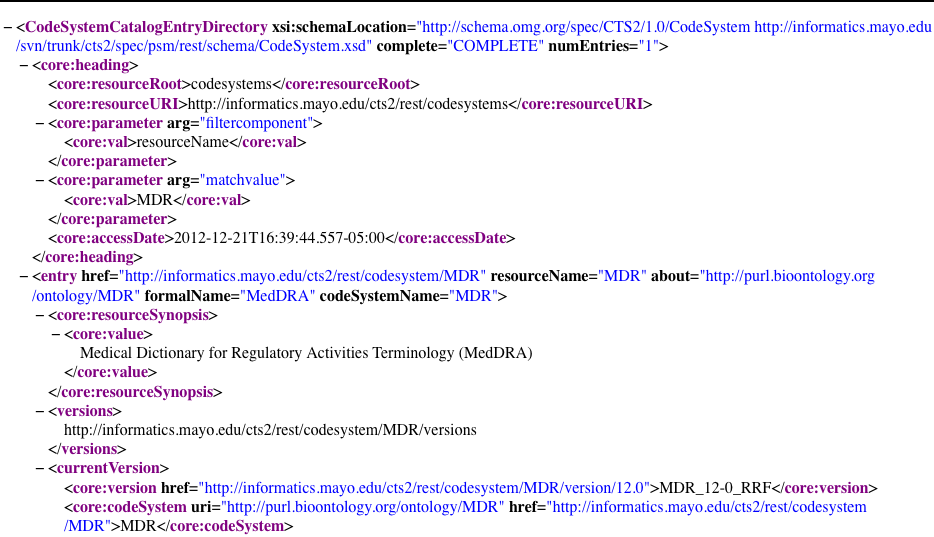 − <CodeSystemCatalogEntryDirectory xsi:schemaLocation="http://schema.omg.org/spec/CTS2/1.0/CodeSystem http://informatics.mayo.edu
/svn/trunk/cts2/spec/psm/rest/schema/CodeSystem.xsd" complete="COMPLETE" numEntries="1">
− <core:heading>
<core:resourceRoot>codesystems</core:resourceRoot>
<core:resourceURI>http://informatics.mayo.edu/cts2/rest/codesystems</core:resourceURI>
− <core:parameter arg="filtercomponent">
<core:val>resourceName</core:val>
</core:parameter>
− <core:parameter arg="matchvalue">
<core:val>MDR</core:val>
</core:parameter>
<core:accessDate>2012-12-21T16:39:44.557-05:00</core:accessDate>
</core:heading>
− <entry href="http://informatics.mayo.edu/cts2/rest/codesystem/MDR" resourceName="MDR" about="http://purl.bioontology.org
/ontology/MDR" formalName="MedDRA" codeSystemName="MDR">
− <core:resourceSynopsis>
− <core:value>
Medical Dictionary for Regulatory Activities Terminology (MedDRA)
</core:value>
</core:resourceSynopsis>
− <versions>
http://informatics.mayo.edu/cts2/rest/codesystem/MDR/versions
</versions>
− <currentVersion>
<core:version href="http://informatics.mayo.edu/cts2/rest/codesystem/MDR/version/12.0">MDR_12-0_RRF</core:version>
<core:codeSystem uri="http://purl.bioontology.org/ontology/MDR" href="http://informatics.mayo.edu/cts2/rest/codesystem
/MDR">MDR</core:codeSystem>